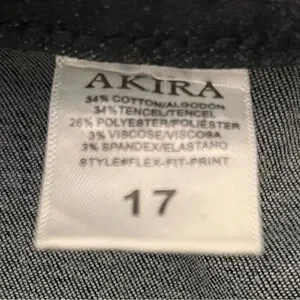 AKIRA
34% COTTON/ALGODON
34%TENCEL/TENCEL
26% POLYESTER/POLIÉSTER
3% VISCOSE/VISCOSA
3% SPANDEX/ELASTANO
STYLE#FLEX-FIT-PRINT
17